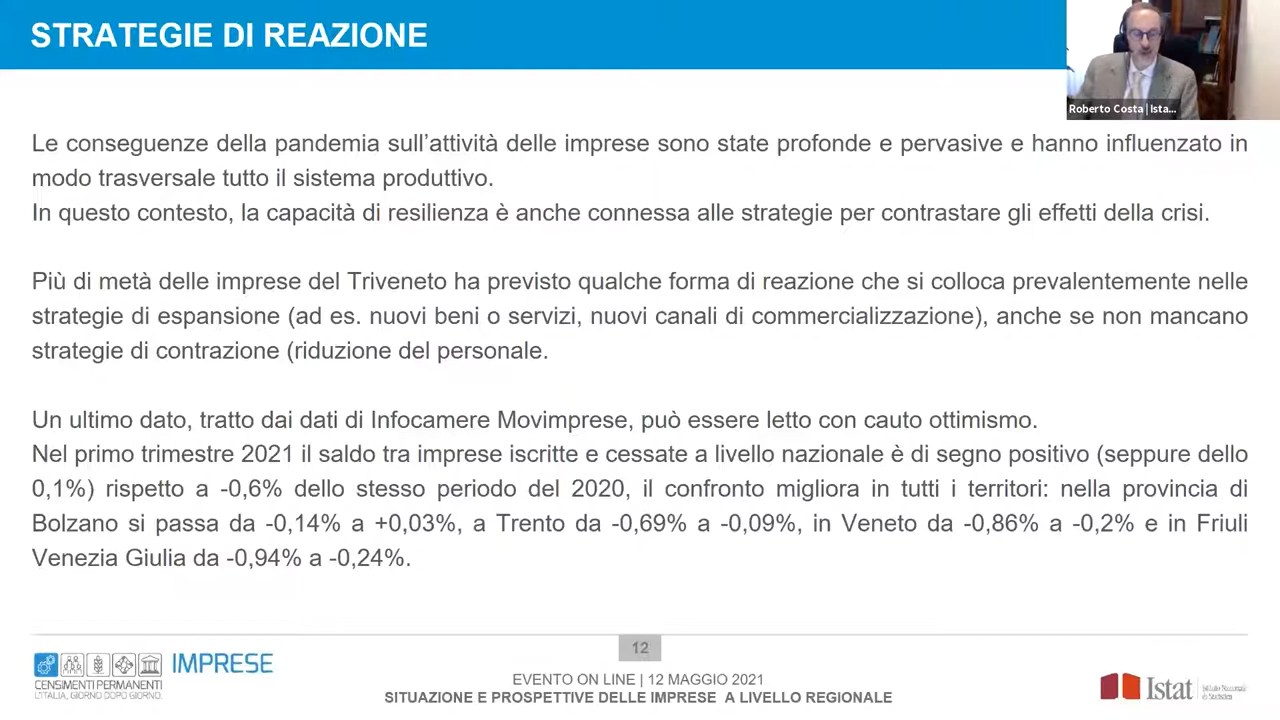 STRATEGIE DI REAZIONE
Roberto Costa | Ista...
Le conseguenze della pandemia sull’attività delle imprese sono state profonde e pervasive e hanno influenzato in
modo trasversale tutto il sistema produttivo.
In questo contesto, la capacità di resilienza è anche connessa alle strategie per contrastare gli effetti della crisi.
Più di metà delle imprese del Triveneto ha previsto qualche forma di reazione che si colloca prevalentemente nelle
strategie di espansione (ad es. nuovi beni o servizi, nuovi canali di commercializzazione), anche se non mancano
strategie di contrazione (riduzione del personale.
Un ultimo dato, tratto dai dati di Infocamere Movimprese, può essere letto con cauto ottimismo.
Nel primo trimestre 2021 il saldo tra imprese iscritte e cessate a livello nazionale è di segno positivo (seppure dello
0,1%) rispetto a -0,6% dello stesso periodo del 2020, il confronto migliora in tutti i territori: nella provincia di
Bolzano si passa da -0,14% a +0,03%, a Trento da -0,69% a -0,09%, in Veneto da -0,86% a -0,2% e in Friuli
Venezia Giulia da -0,94% a -0,24%.
12
IMPRESE
CENSIMENTI PERMANENTI
L'ITALIA, GIORNO DOPO GIORNO.
EVENTO ON LINE | 12 MAGGIO 2021
SITUAZIONE E PROSPETTIVE DELLE IMPRESE A LIVELLO REGIONALE
Istat
Istituto Nazionale
di Statistica